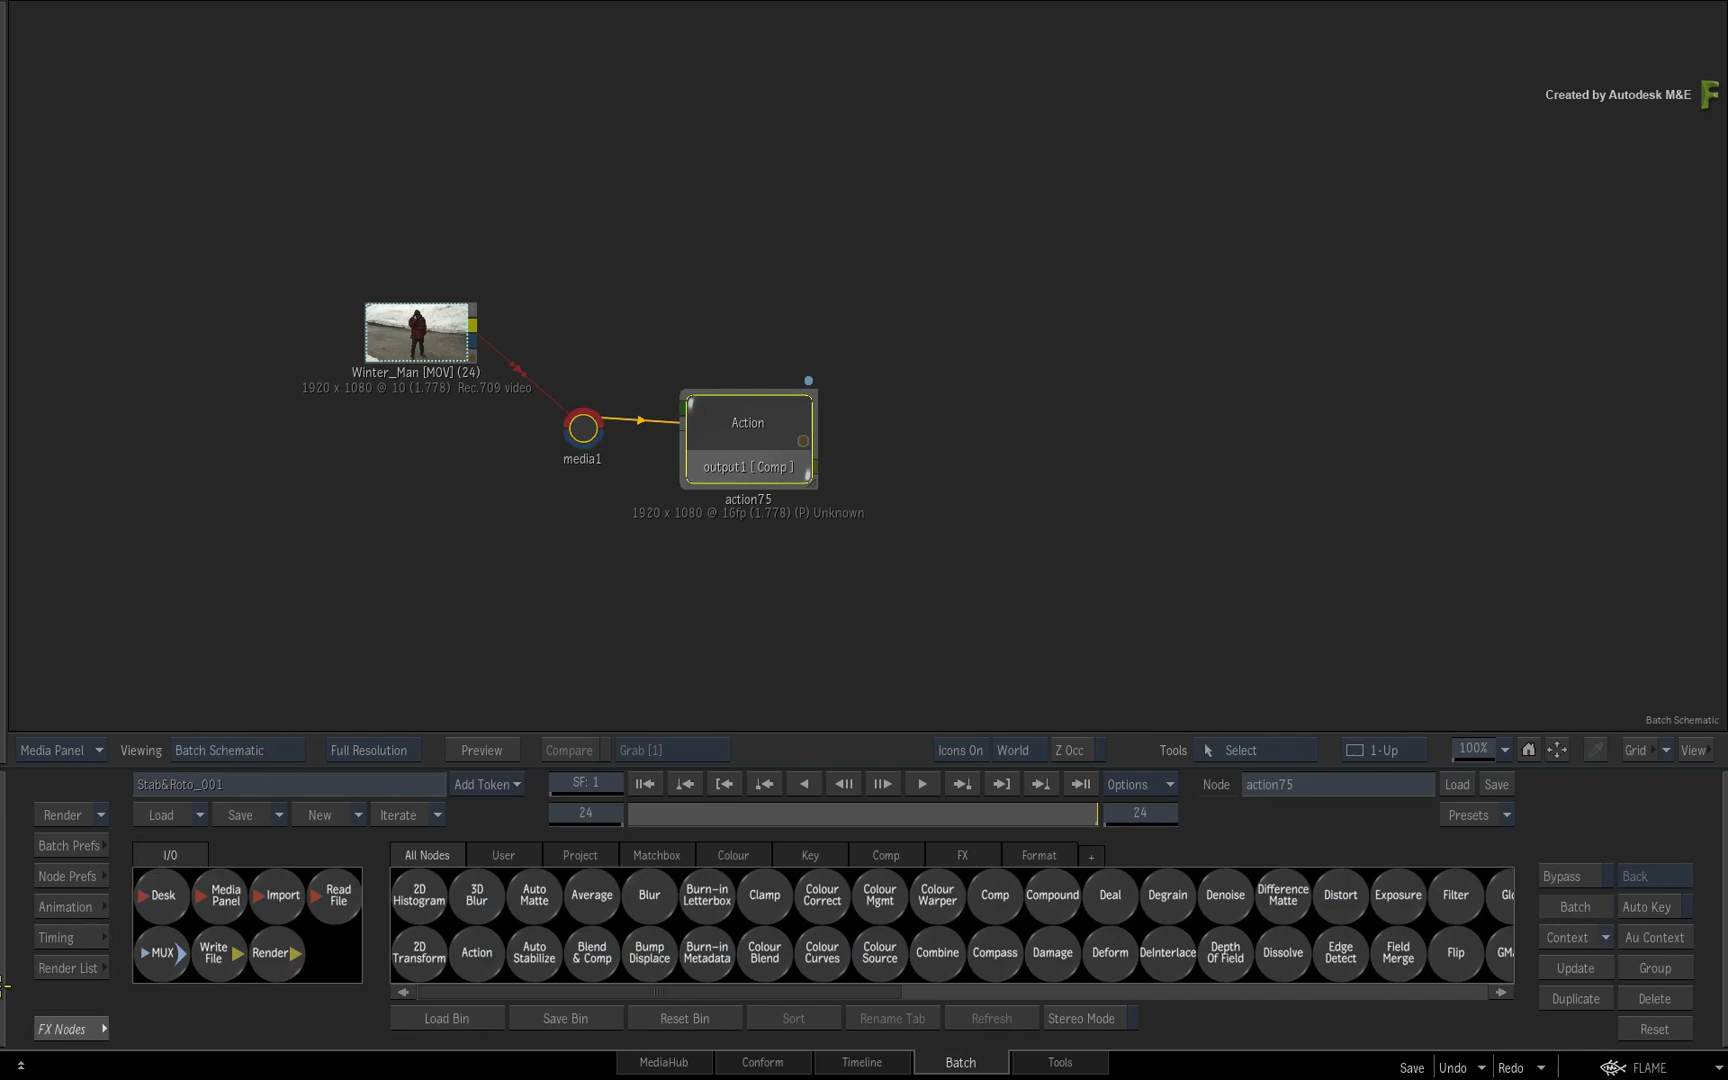 Created by Autodesk M&E
Winter_Man [MOV] (24)
1920 x 1080 @ 10 (1.778) Rec.709 video
media1
Action
output1 [ Comp ]
action75
1920 x 1080 @ 16fp (1.778) (P) Unknown
Batch Schematic
Media Panel Viewing Batch Schematic Full Resolution Preview Compare Grab [1] Icons On World Z Occ Tools Select 1-Up 100% Grid View
Stab&Roto_001 Add Token SF: 1 Options Node action75 Load Save
Render Load Save New Iterate 24 24 Presets
Batch Prefs I/O All Nodes User Project Matchbox Colour Key Comp FX Format +
Node Prefs
Animation
Timing
Render List
FX Nodes
Desk Media Panel Import Read File
MUX Write File Render
2D Histogram 3D Blur Auto Matte Average Blur Burn-in Letterbox Clamp Colour Correct Colour Mgmt Colour Warper Comp Compound Deal Degrain Denoise Difference Matte Distort Exposure Filter
2D Transform Action Auto Stabilize Blend & Comp Bump Displace Burn-in Metadata Colour Blend Colour Curves Colour Source Combine Compass Damage Deform DeInterlace Depth Of Field Dissolve Edge Detect Field Merge Flip
Load Bin Save Bin Reset Bin Sort Rename Tab Refresh Stereo Mode
Bypass Back
Batch Auto Key
Context Au Context
Update Group
Duplicate Delete
Reset
MediaHub Conform Timeline Batch Tools
Save Undo Redo FLAME